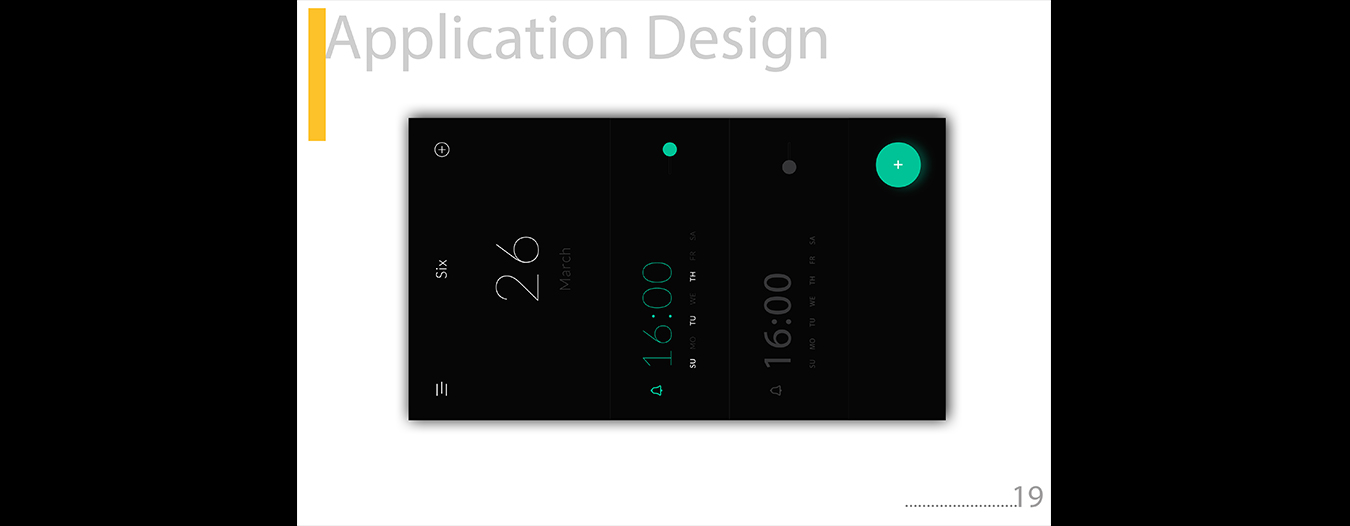 Application Design
Six
26
March
16:00
SU MO TU WE TH FR SA
16:00
SU MO TU WE TH FR SA
19